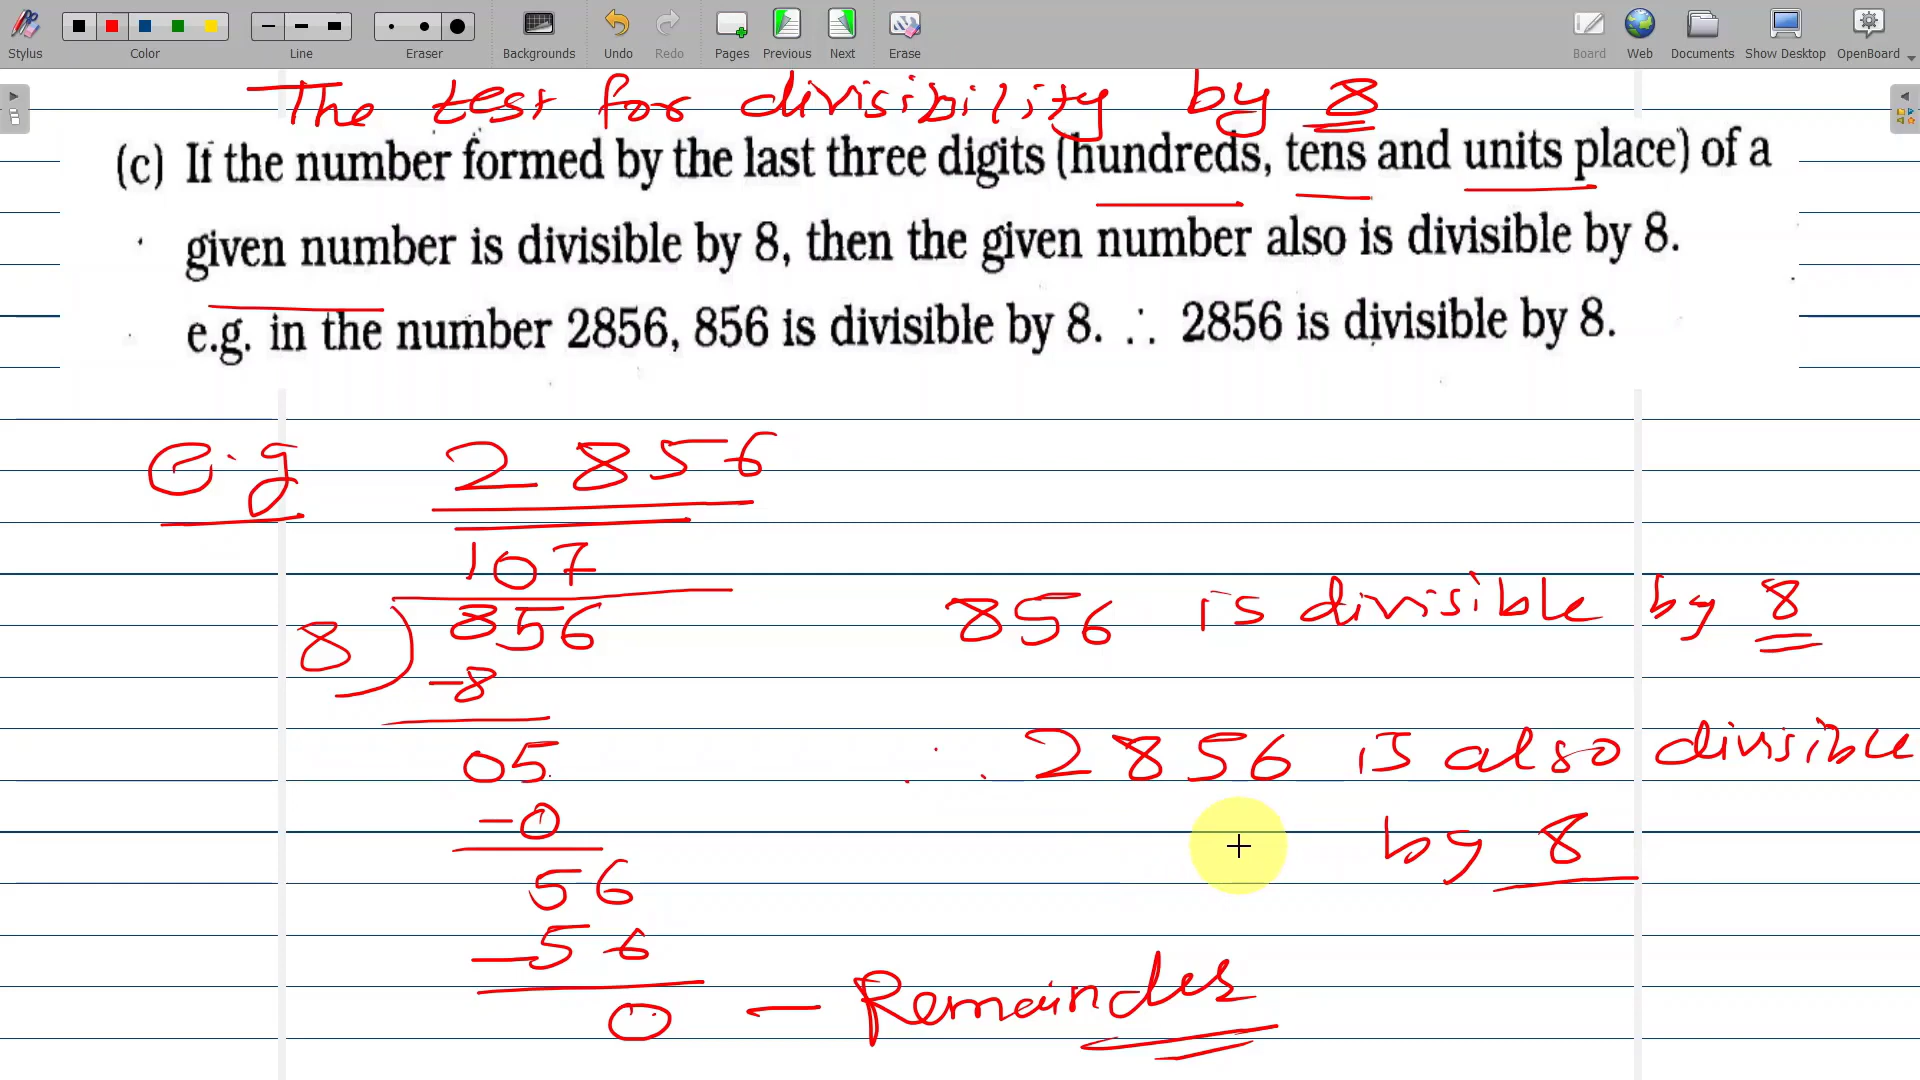 Stylus Color Line Eraser Backgrounds Undo Redo Pages Previous Next Erase Board Web Documents Show Desktop OpenBoard
The test for divisibility by 8
(c) If the number formed by the last three digits (hundreds, tens and units place) of a
given number is divisible by 8, then the given number also is divisible by 8.
e.g. in the number 2856, 856 is divisible by 8. ∴ 2856 is divisible by 8.
e.g 2856
107
8 ) 856
-8
05
-0
56
-56
0 - Remainder
856 is divisible by 8
∴ 2856 is also divisible
by 8